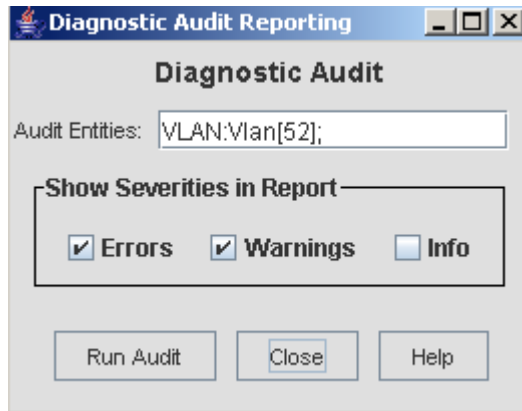 Diagnostic Audit Reporting
Diagnostic Audit
Audit Entities: VLAN:Vlan[52];
Show Severities in Report
Errors Warnings Info
Run Audit Close Help